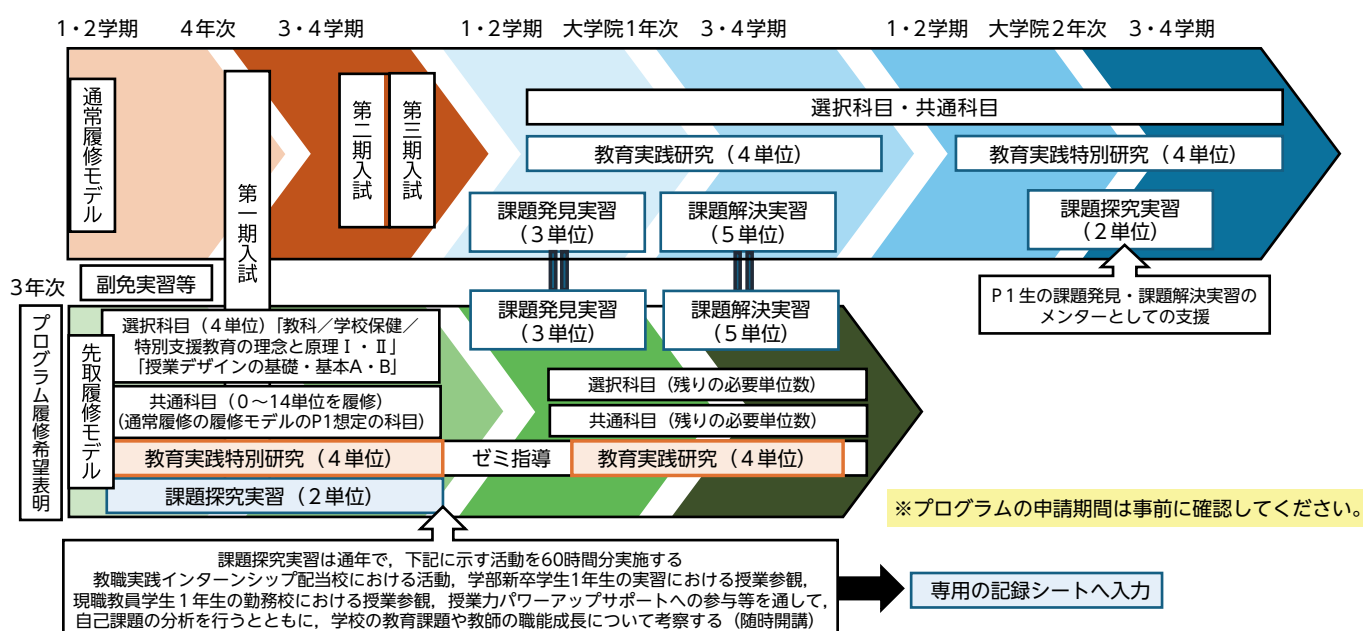 1・2学期 4年次 3・4学期 1・2学期 大学院1年次 3・4学期 1・2学期 大学院2年次 3・4学期
通常履修モデル
第一期入試
第二期入試
第三期入試
選択科目・共通科目
教育実践研究（４単位）
教育実践特別研究（４単位）
課題発見実習
（３単位）
課題解決実習
（５単位）
課題探究実習
（２単位）
P１生の課題発見・課題解決実習の
メンターとしての支援
3年次
副免実習等
プログラム履修希望表明
先取履修モデル
課題発見実習
（３単位）
課題解決実習
（５単位）
選択科目（４単位）「教科／学校保健／
特別支援教育の理念と原理Ⅰ・Ⅱ」
「授業デザインの基礎・基本A・B」
共通科目（０～14単位を履修）
(通常履修の履修モデルのP1想定の科目)
選択科目（残りの必要単位数）
共通科目（残りの必要単位数）
教育実践特別研究（４単位）
ゼミ指導
教育実践研究（４単位）
課題探究実習（２単位）
※プログラムの申請期間は事前に確認してください。
課題探究実習は通年で，下記に示す活動を60時間分実施する
教職実践インターンシップ配当校における活動，学部新卒学生1年生の実習における授業参観，
現職教員学生１年生の勤務校における授業参観，授業力パワーアップサポートへの参与等を通して，
自己課題の分析を行うとともに，学校の教育課題や教師の職能成長について考察する（随時開講）
専用の記録シートへ入力